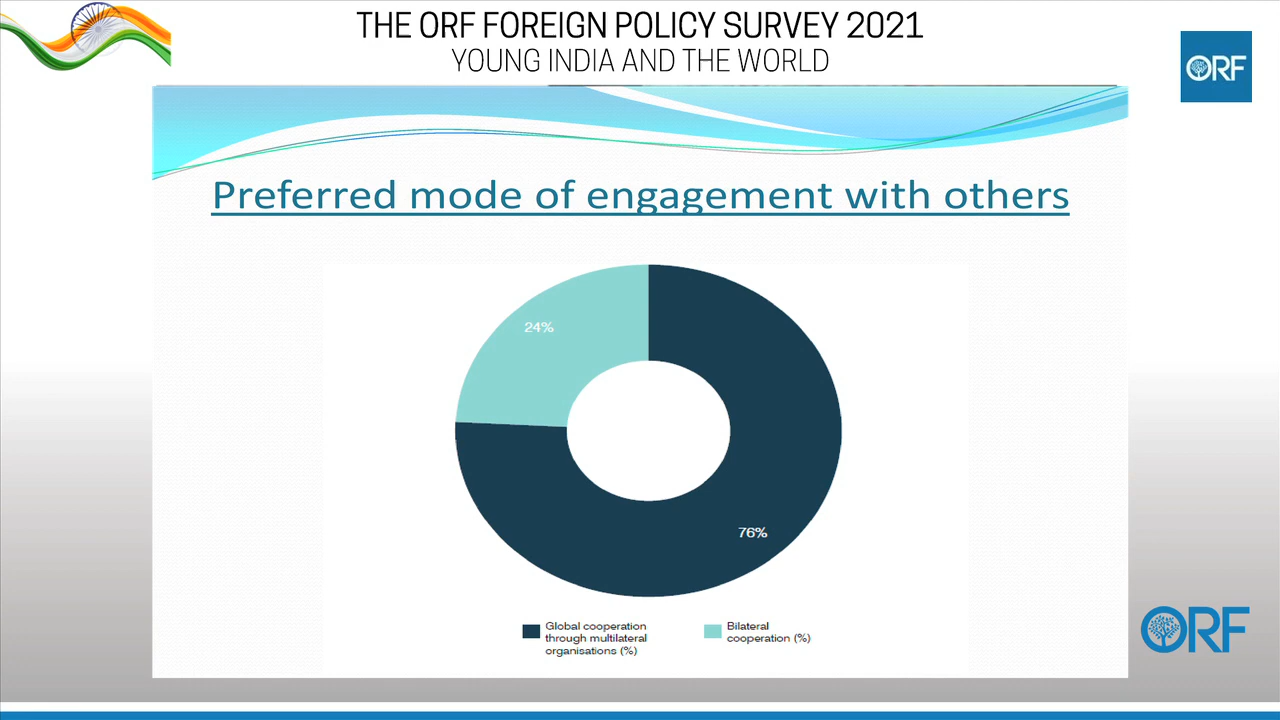 THE ORF FOREIGN POLICY SURVEY 2021
YOUNG INDIA AND THE WORLD
ORF
Preferred mode of engagement with others
24%
76%
Global cooperation
through multilateral
organisations (%)
Bilateral
cooperation (%)
ORF